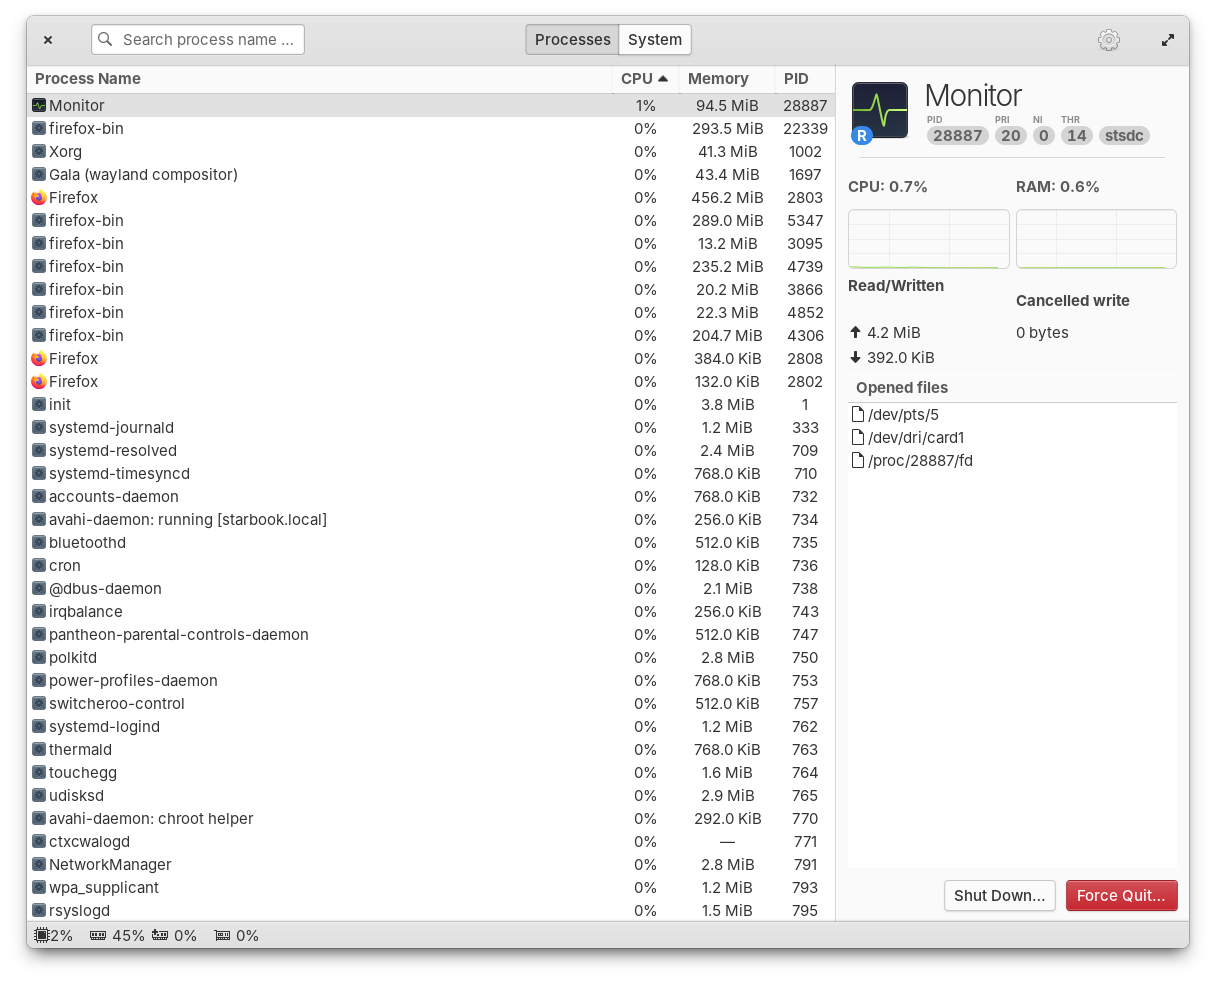 Search process name ...
Processes System
Process Name CPU Memory PID
Monitor 1% 94.5 MiB 28887
firefox-bin 0% 293.5 MiB 22339
Xorg 0% 41.3 MiB 1002
Gala (wayland compositor) 0% 43.4 MiB 1697
Firefox 0% 456.2 MiB 2803
firefox-bin 0% 289.0 MiB 5347
firefox-bin 0% 13.2 MiB 3095
firefox-bin 0% 235.2 MiB 4739
firefox-bin 0% 20.2 MiB 3866
firefox-bin 0% 22.3 MiB 4852
firefox-bin 0% 204.7 MiB 4306
Firefox 0% 384.0 KiB 2808
Firefox 0% 132.0 KiB 2802
init 0% 3.8 MiB 1
systemd-journald 0% 1.2 MiB 333
systemd-resolved 0% 2.4 MiB 709
systemd-timesyncd 0% 768.0 KiB 710
accounts-daemon 0% 768.0 KiB 732
avahi-daemon: running [starbook.local] 0% 256.0 KiB 734
bluetoothd 0% 512.0 KiB 735
cron 0% 128.0 KiB 736
@dbus-daemon 0% 2.1 MiB 738
irqbalance 0% 256.0 KiB 743
pantheon-parental-controls-daemon 0% 512.0 KiB 747
polkitd 0% 2.8 MiB 750
power-profiles-daemon 0% 768.0 KiB 753
switcheroo-control 0% 512.0 KiB 757
systemd-logind 0% 1.2 MiB 762
thermald 0% 768.0 KiB 763
touchegg 0% 1.6 MiB 764
udisksd 0% 2.9 MiB 765
avahi-daemon: chroot helper 0% 292.0 KiB 770
ctxcwalogd 0% — 771
NetworkManager 0% 2.8 MiB 791
wpa_supplicant 0% 1.2 MiB 793
rsyslogd 0% 1.5 MiB 795
2% 45% 0% 0%
R
Monitor
PID PRI NI THR
28887 20 0 14 stsdc
CPU: 0.7% RAM: 0.6%
Read/Written
Cancelled write
4.2 MiB 0 bytes
392.0 KiB
Opened files
/dev/pts/5
/dev/dri/card1
/proc/28887/fd
Shut Down... Force Quit...